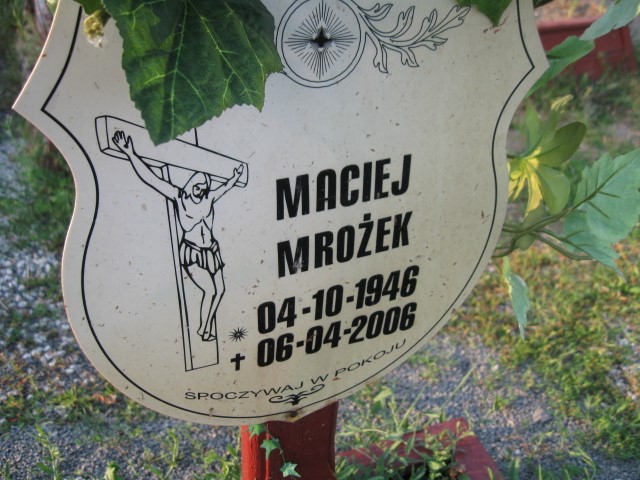 MACIEJ
MROŻEK
* 04-10-1946
✝ 06-04-2006
SPOCZYWAJ W POKOJU